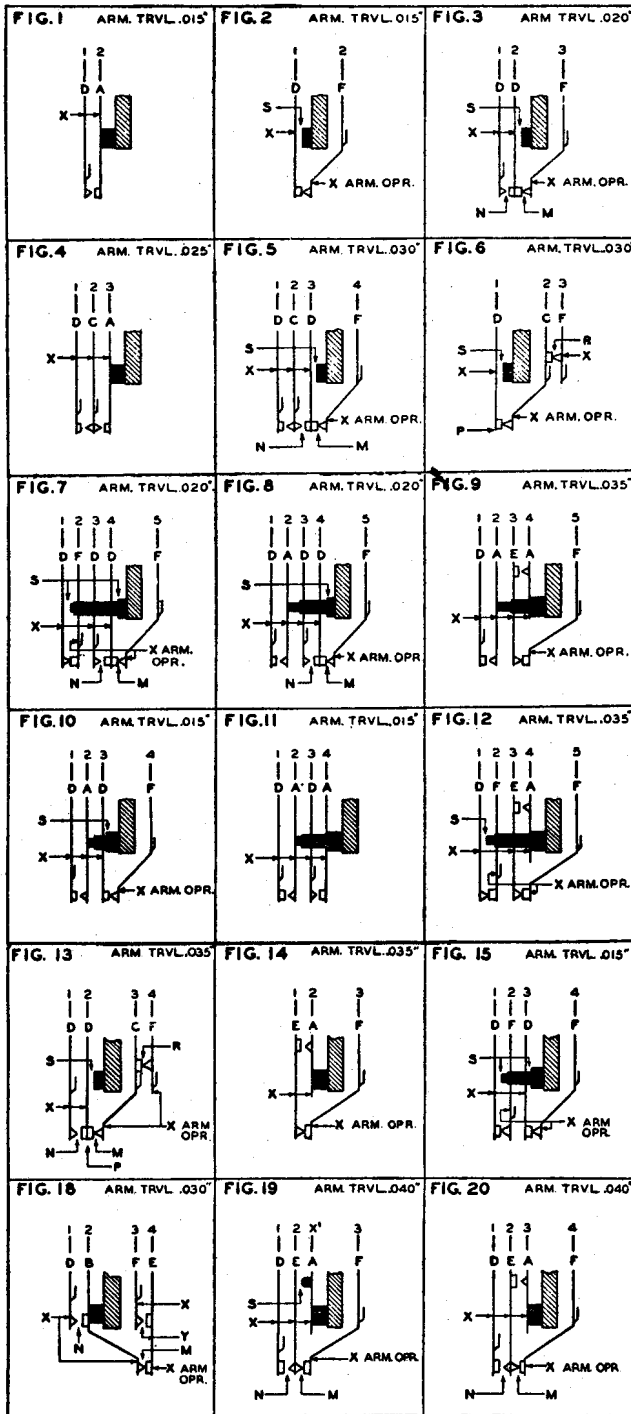 FIG. 1 ARM. TRVL. .015"
1 2
D A
X
FIG. 2 ARM. TRVL. .015"
1 2
D F
S
X
X ARM. OPR.
FIG. 3 ARM. TRVL. .020"
1 2 3
D D F
S
X
X ARM. OPR.
N M
FIG. 4 ARM. TRVL. .025"
1 2 3
D C A
X
FIG. 5 ARM. TRVL. .030"
1 2 3 4
D C D F
S
X
X ARM. OPR.
N M
FIG. 6 ARM. TRVL. .030"
1 2 3
D C F
R
S
X
X
X ARM. OPR.
P
FIG. 7 ARM. TRVL. .020"
1 2 3 4 5
D F D D F
S
X
X ARM.
OPR.
N M
FIG. 8 ARM. TRVL. .020"
1 2 3 4 5
D A D D F
S
X
X ARM. OPR.
N M
FIG. 9 ARM. TRVL. .035"
1 2 3 4 5
D A E A F
X
X ARM. OPR.
FIG. 10 ARM. TRVL. .015"
1 2 3 4
D A D F
S
X
X ARM. OPR.
FIG. 11 ARM. TRVL. .015"
1 2 3 4
D A' D A
X
FIG. 12 ARM. TRVL. .035"
1 2 3 4 5
D F E A F
S
X
X ARM. OPR.
FIG. 13 ARM. TRVL. .035"
1 2 3 4
D D C F
S
R
X
X ARM
OPR.
N M
P
FIG. 14 ARM. TRVL. .035"
1 2 3
E A F
X
X ARM. OPR.
FIG. 15 ARM. TRVL. .015"
1 2 3 4
D F D F
S
X
X ARM
OPR.
FIG. 18 ARM. TRVL. .030"
1 2 3 4
D B F E
X
X
Y
N
M
X ARM
OPR.
FIG. 19 ARM. TRVL. .040"
1 2 X' 3
D E A F
S
X
X ARM. OPR.
N M
FIG. 20 ARM. TRVL. .040"
1 2 3 4
D E A F
X
X ARM. OPR.
N M